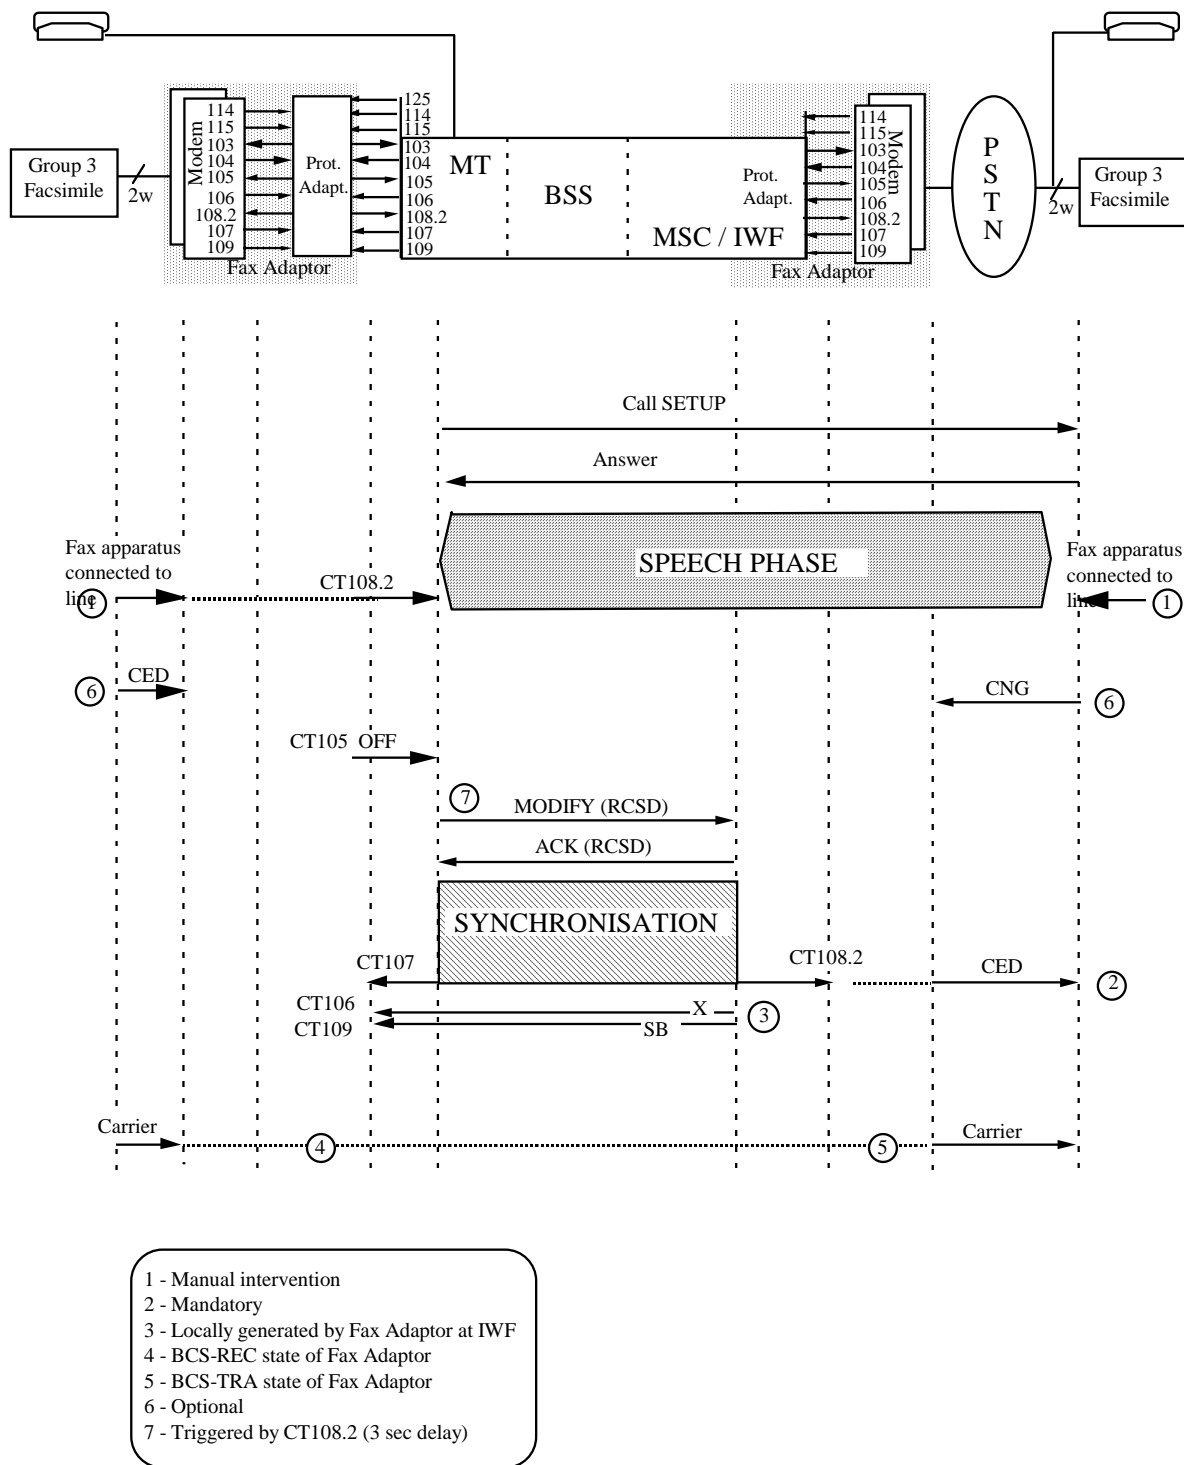 125
114
114
115
115
103
103
104
104
105
105
106
106
108.2
108.2
107
107
109
109
Modem
Prot.
Adapt.
Group 3
Facsimile
2w
Fax Adaptor
MT
BSS
MSC / IWF
Prot.
Adapt.
114
115
103
104
105
106
108.2
107
109
Modem
Fax Adaptor
P
S
T
N
2w
Group 3
Facsimile
Call SETUP
Answer
SPEECH PHASE
Fax apparatus
connected to
line
1
CT108.2
Fax apparatus
connected to
line
1
6
CED
CNG
6
CT105 OFF
7
MODIFY (RCSD)
ACK (RCSD)
SYNCHRONISATION
CT107
CT108.2
CED
2
CT106
X
3
CT109
SB
Carrier
4
5
Carrier
1 - Manual intervention
2 - Mandatory
3 - Locally generated by Fax Adaptor at IWF
4 - BCS-REC state of Fax Adaptor
5 - BCS-TRA state of Fax Adaptor
6 - Optional
7 - Triggered by CT108.2 (3 sec delay)